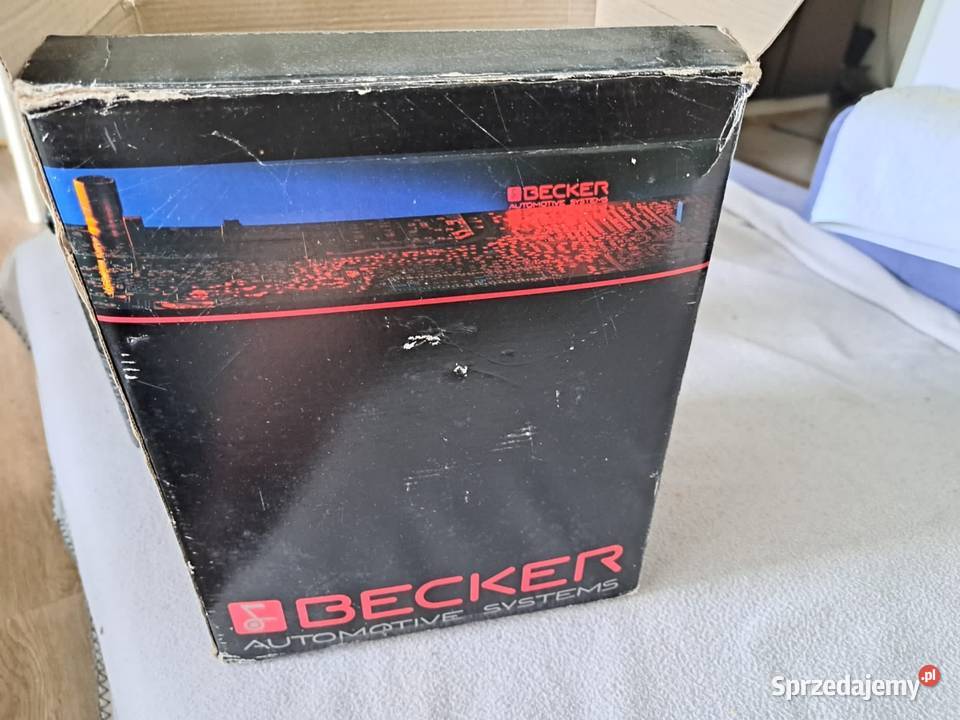 BECKER
AUTOMOTIVE SYSTEMS
BECKER
AUTOMOTIVE SYSTEMS
Sprzedajemy.pl